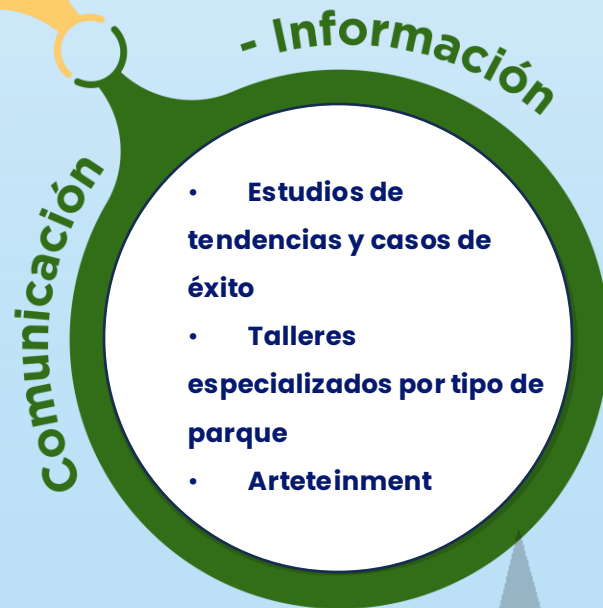 Comunicación
- Información
• Estudios de
tendencias y casos de
éxito
• Talleres
especializados por tipo de
parque
• Arteteinment